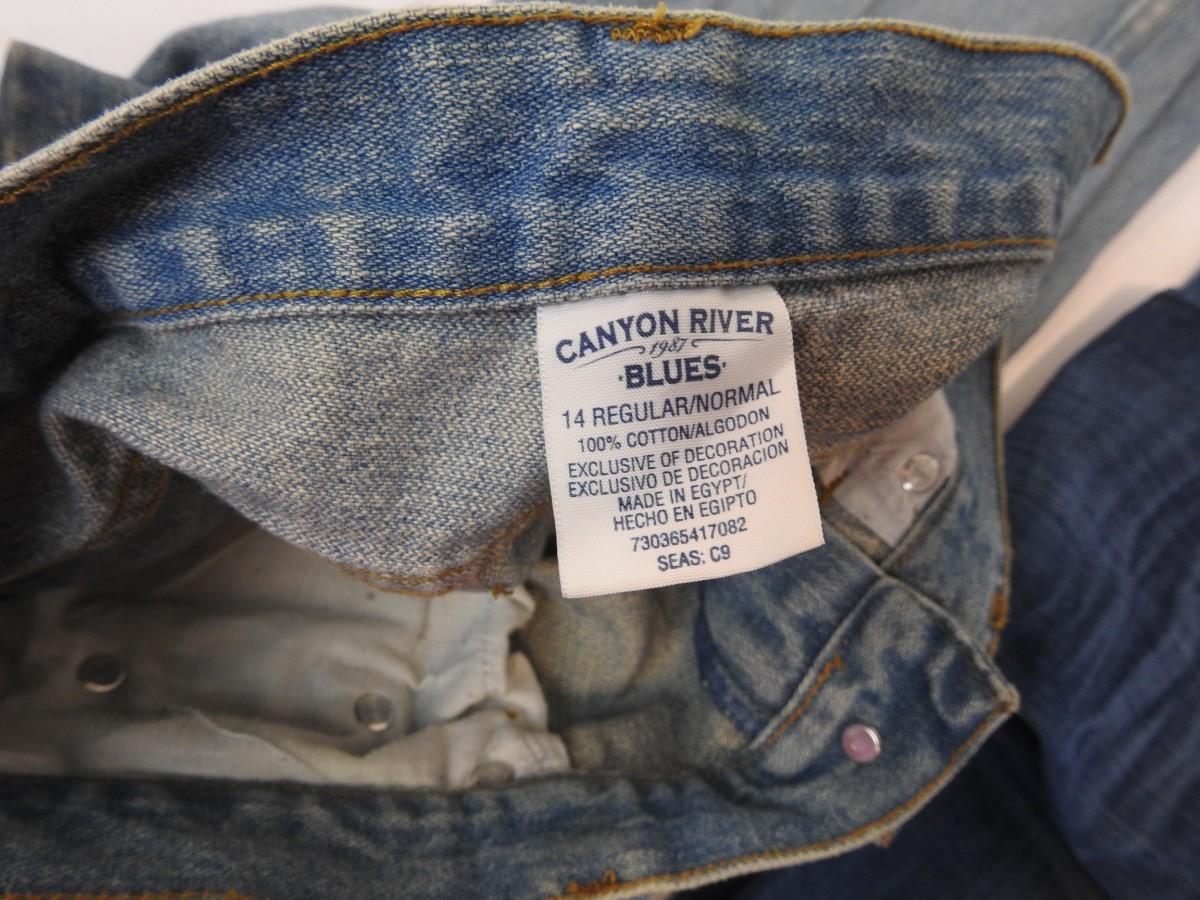 CANYON RIVER
1987
·BLUES·
14 REGULAR/NORMAL
100% COTTON/ALGODON
EXCLUSIVE OF DECORATION
EXCLUSIVO DE DECORACION
MADE IN EGYPT/
HECHO EN EGIPTO
730365417082
SEAS: C9